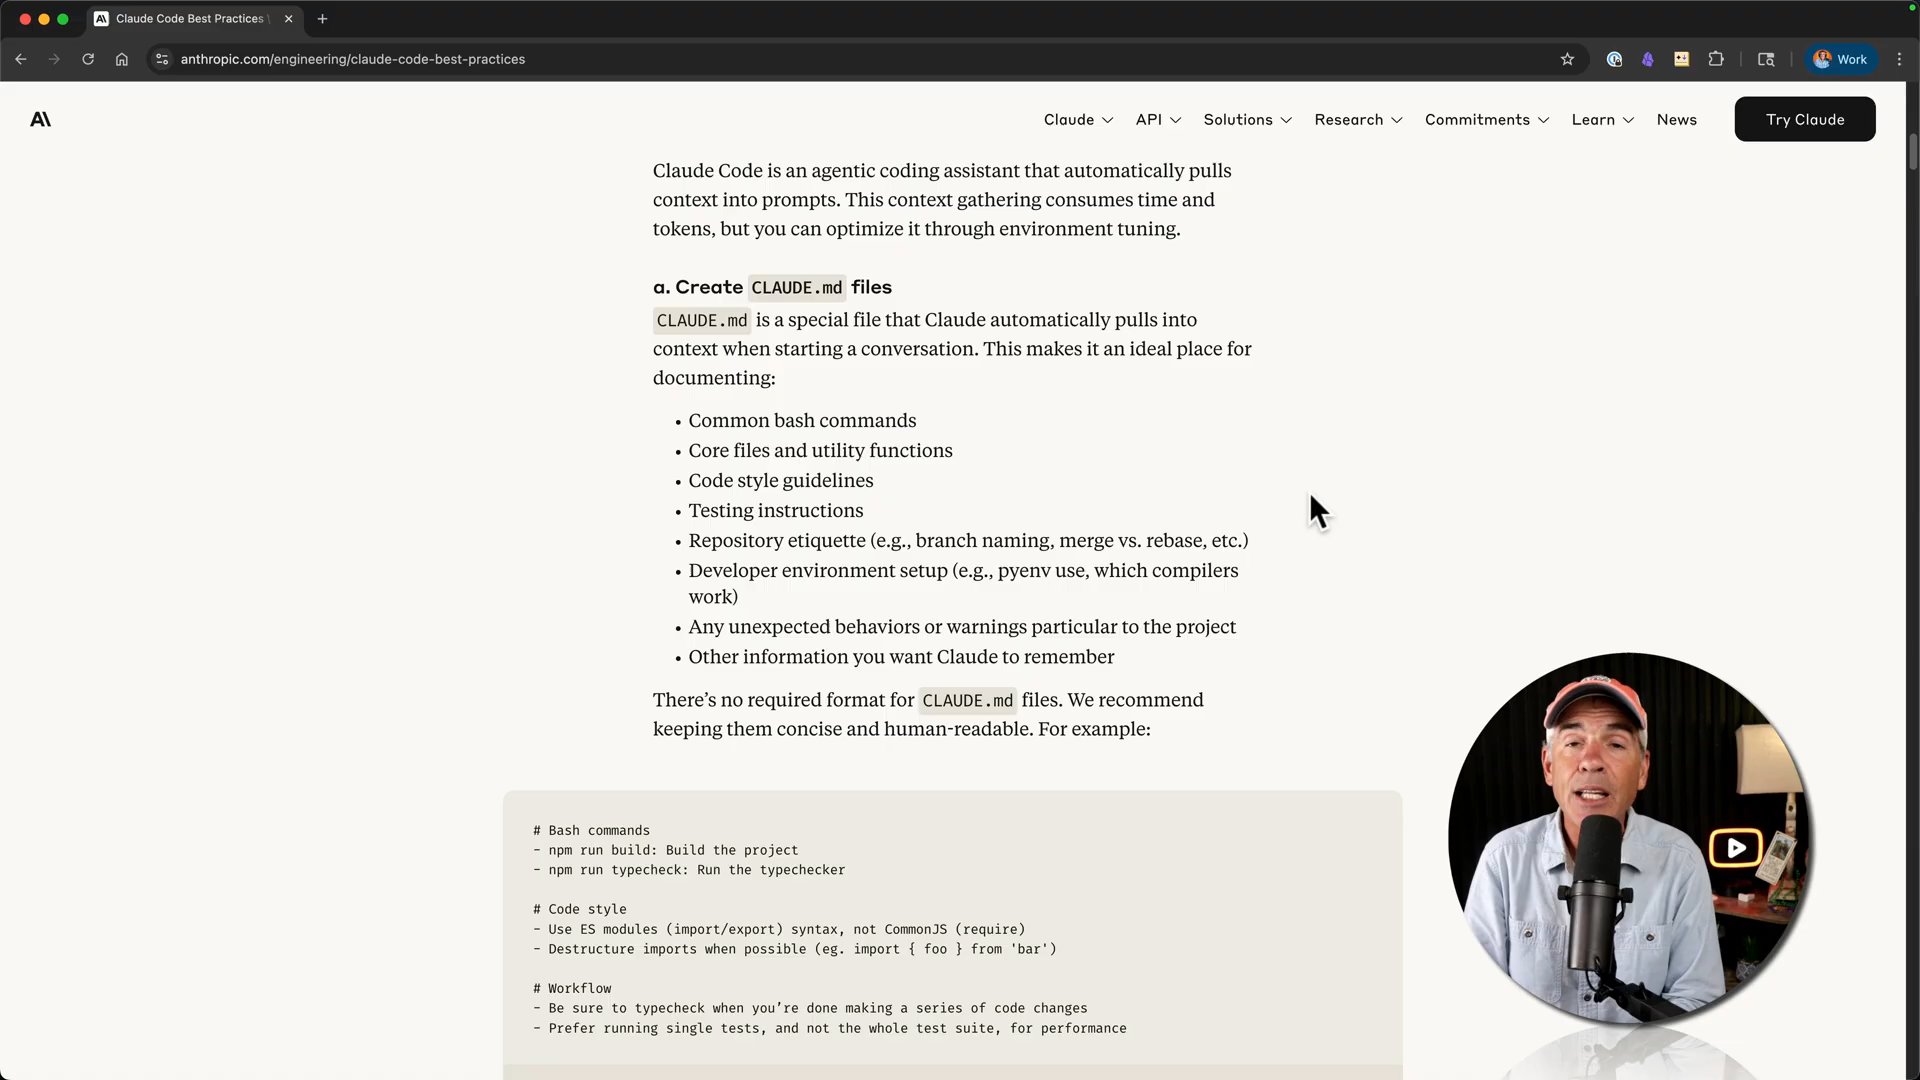 Claude Code Best Practices \
anthropic.com/engineering/claude-code-best-practices
Work
Claude API Solutions Research Commitments Learn News Try Claude
Claude Code is an agentic coding assistant that automatically pulls
context into prompts. This context gathering consumes time and
tokens, but you can optimize it through environment tuning.
a. Create CLAUDE.md files
CLAUDE.md is a special file that Claude automatically pulls into
context when starting a conversation. This makes it an ideal place for
documenting:
• Common bash commands
• Core files and utility functions
• Code style guidelines
• Testing instructions
• Repository etiquette (e.g., branch naming, merge vs. rebase, etc.)
• Developer environment setup (e.g., pyenv use, which compilers
work)
• Any unexpected behaviors or warnings particular to the project
• Other information you want Claude to remember
There’s no required format for CLAUDE.md files. We recommend
keeping them concise and human-readable. For example:
# Bash commands
- npm run build: Build the project
- npm run typecheck: Run the typechecker
# Code style
- Use ES modules (import/export) syntax, not CommonJS (require)
- Destructure imports when possible (eg. import { foo } from 'bar')
# Workflow
- Be sure to typecheck when you’re done making a series of code changes
- Prefer running single tests, and not the whole test suite, for performance